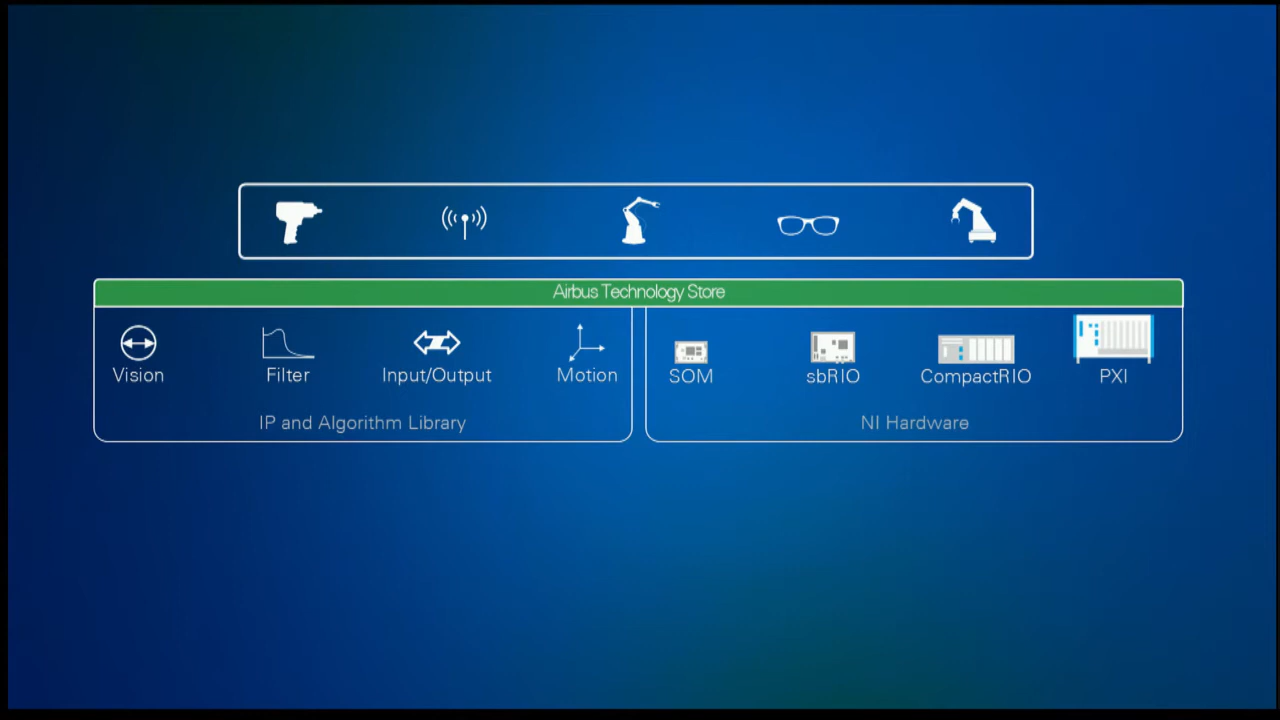 Airbus Technology Store
Vision
Filter
Input/Output
Motion
IP and Algorithm Library
SOM
sbRIO
CompactRIO
PXI
NI Hardware